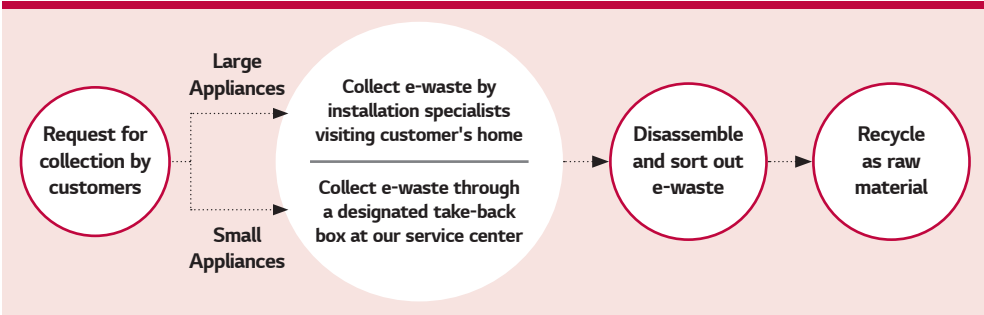 Request for
collection by
customers
Large
Appliances
Small
Appliances
Collect e-waste by
installation specialists
visiting customer's home
Collect e-waste through
a designated take-back
box at our service center
Disassemble
and sort out
e-waste
Recycle
as raw
material